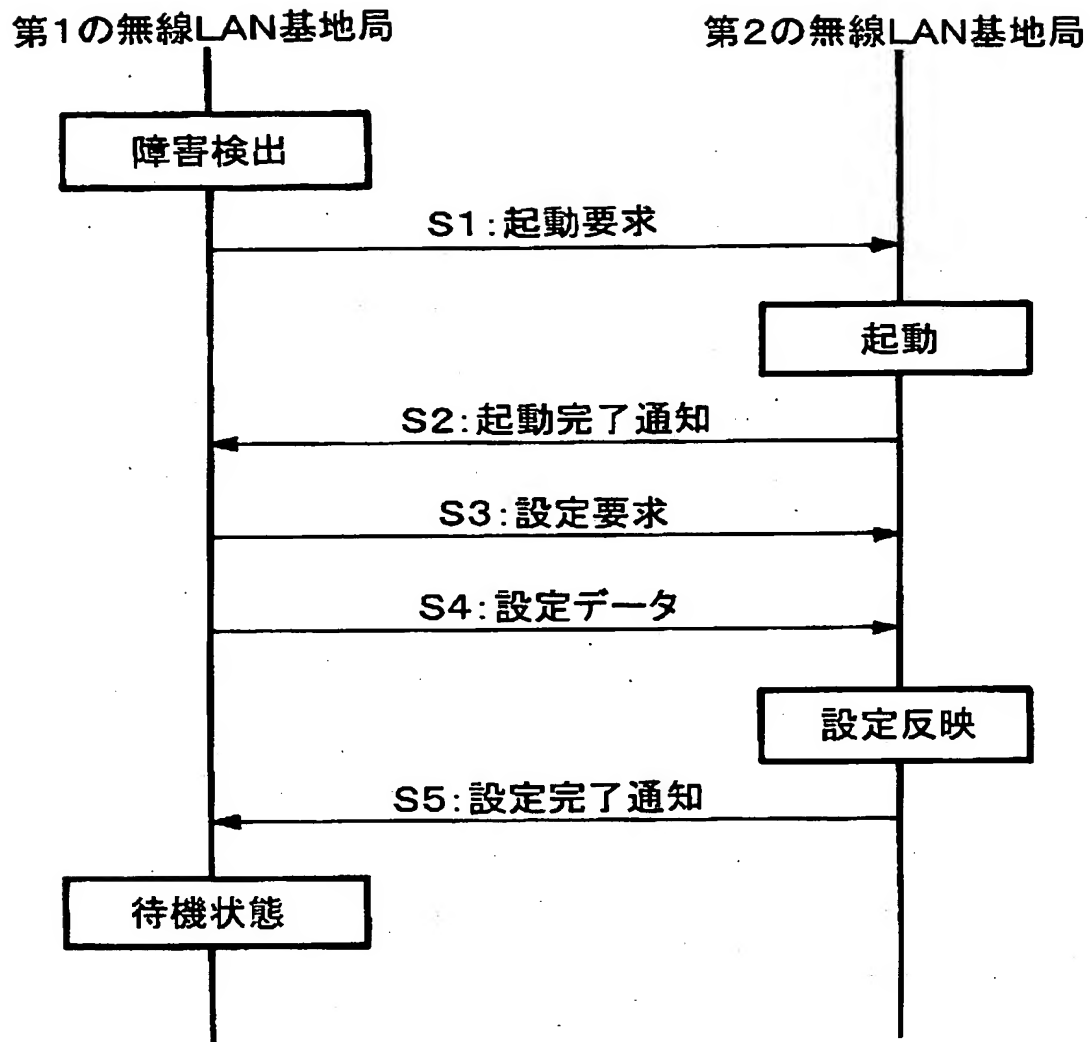 第1の無線LAN基地局
第2の無線LAN基地局
障害検出
S1:起動要求
起動
S2:起動完了通知
S3:設定要求
S4:設定データ
設定反映
S5:設定完了通知
待機状態